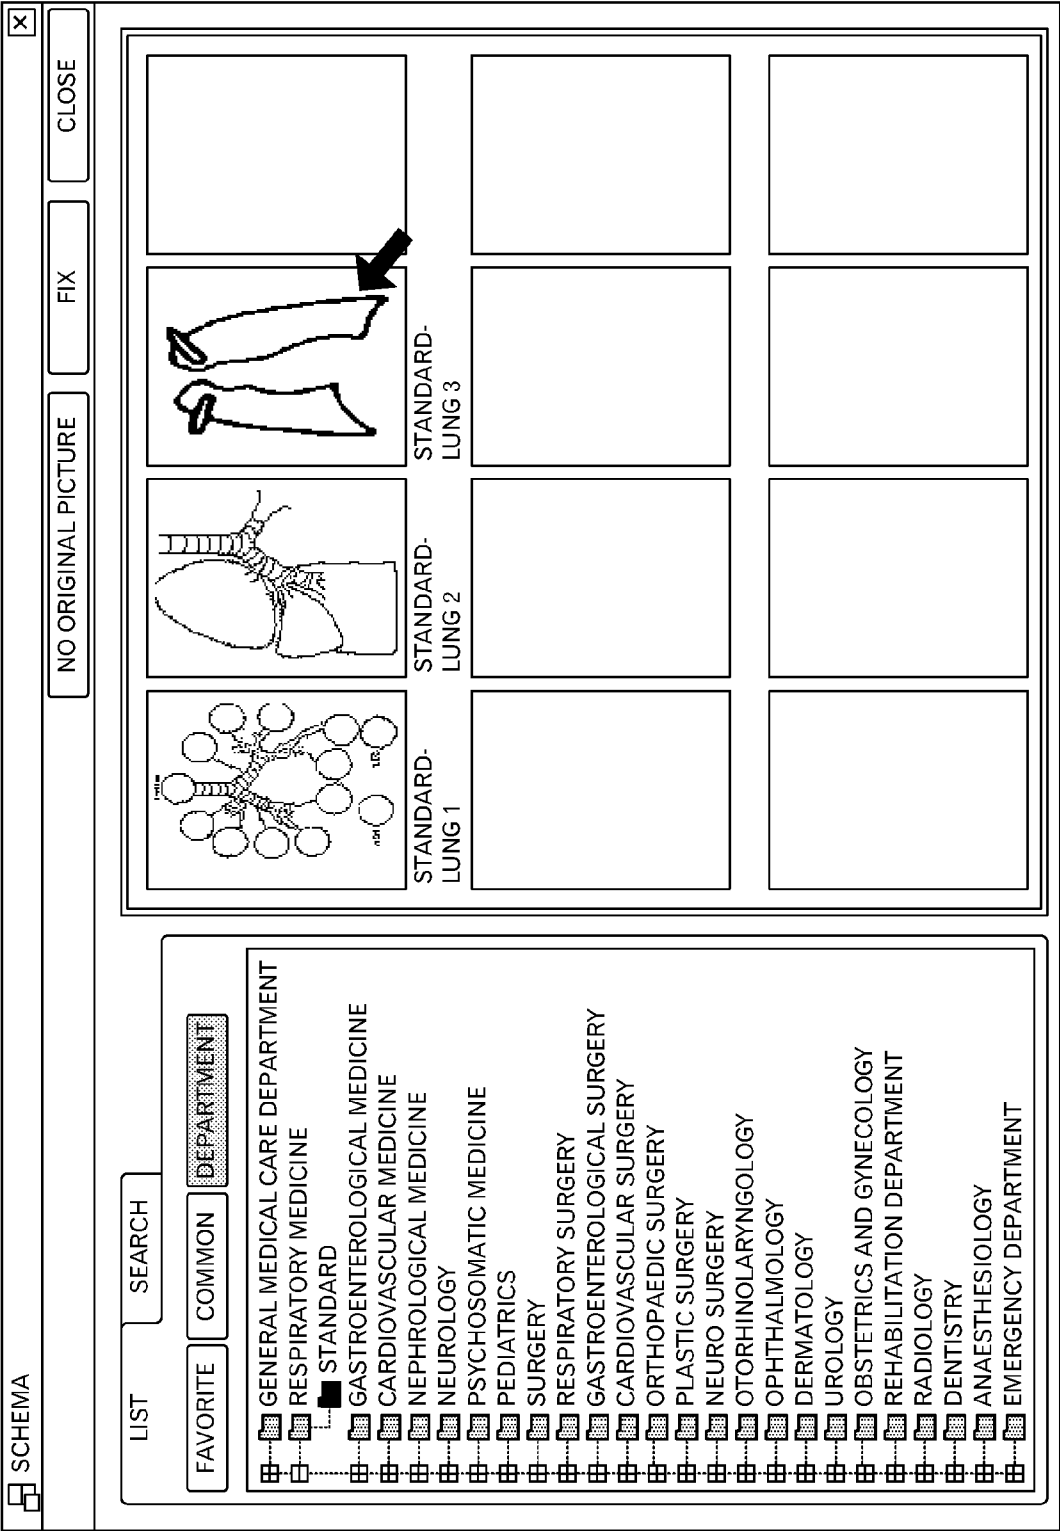 SCHEMA
NO ORIGINAL PICTURE
FIX
CLOSE
LIST
SEARCH
FAVORITE
COMMON
DEPARTMENT
GENERAL MEDICAL CARE DEPARTMENT
RESPIRATORY MEDICINE
STANDARD
GASTROENTEROLOGICAL MEDICINE
CARDIOVASCULAR MEDICINE
NEPHROLOGICAL MEDICINE
NEUROLOGY
PSYCHOSOMATIC MEDICINE
PEDIATRICS
SURGERY
RESPIRATORY SURGERY
GASTROENTEROLOGICAL SURGERY
CARDIOVASCULAR SURGERY
ORTHOPAEDIC SURGERY
PLASTIC SURGERY
NEURO SURGERY
OTORHINOLARYNGOLOGY
OPHTHALMOLOGY
DERMATOLOGY
UROLOGY
OBSTETRICS AND GYNECOLOGY
REHABILITATION DEPARTMENT
RADIOLOGY
DENTISTRY
ANAESTHESIOLOGY
EMERGENCY DEPARTMENT
STANDARD-
LUNG 1
STANDARD-
LUNG 2
STANDARD-
LUNG 3